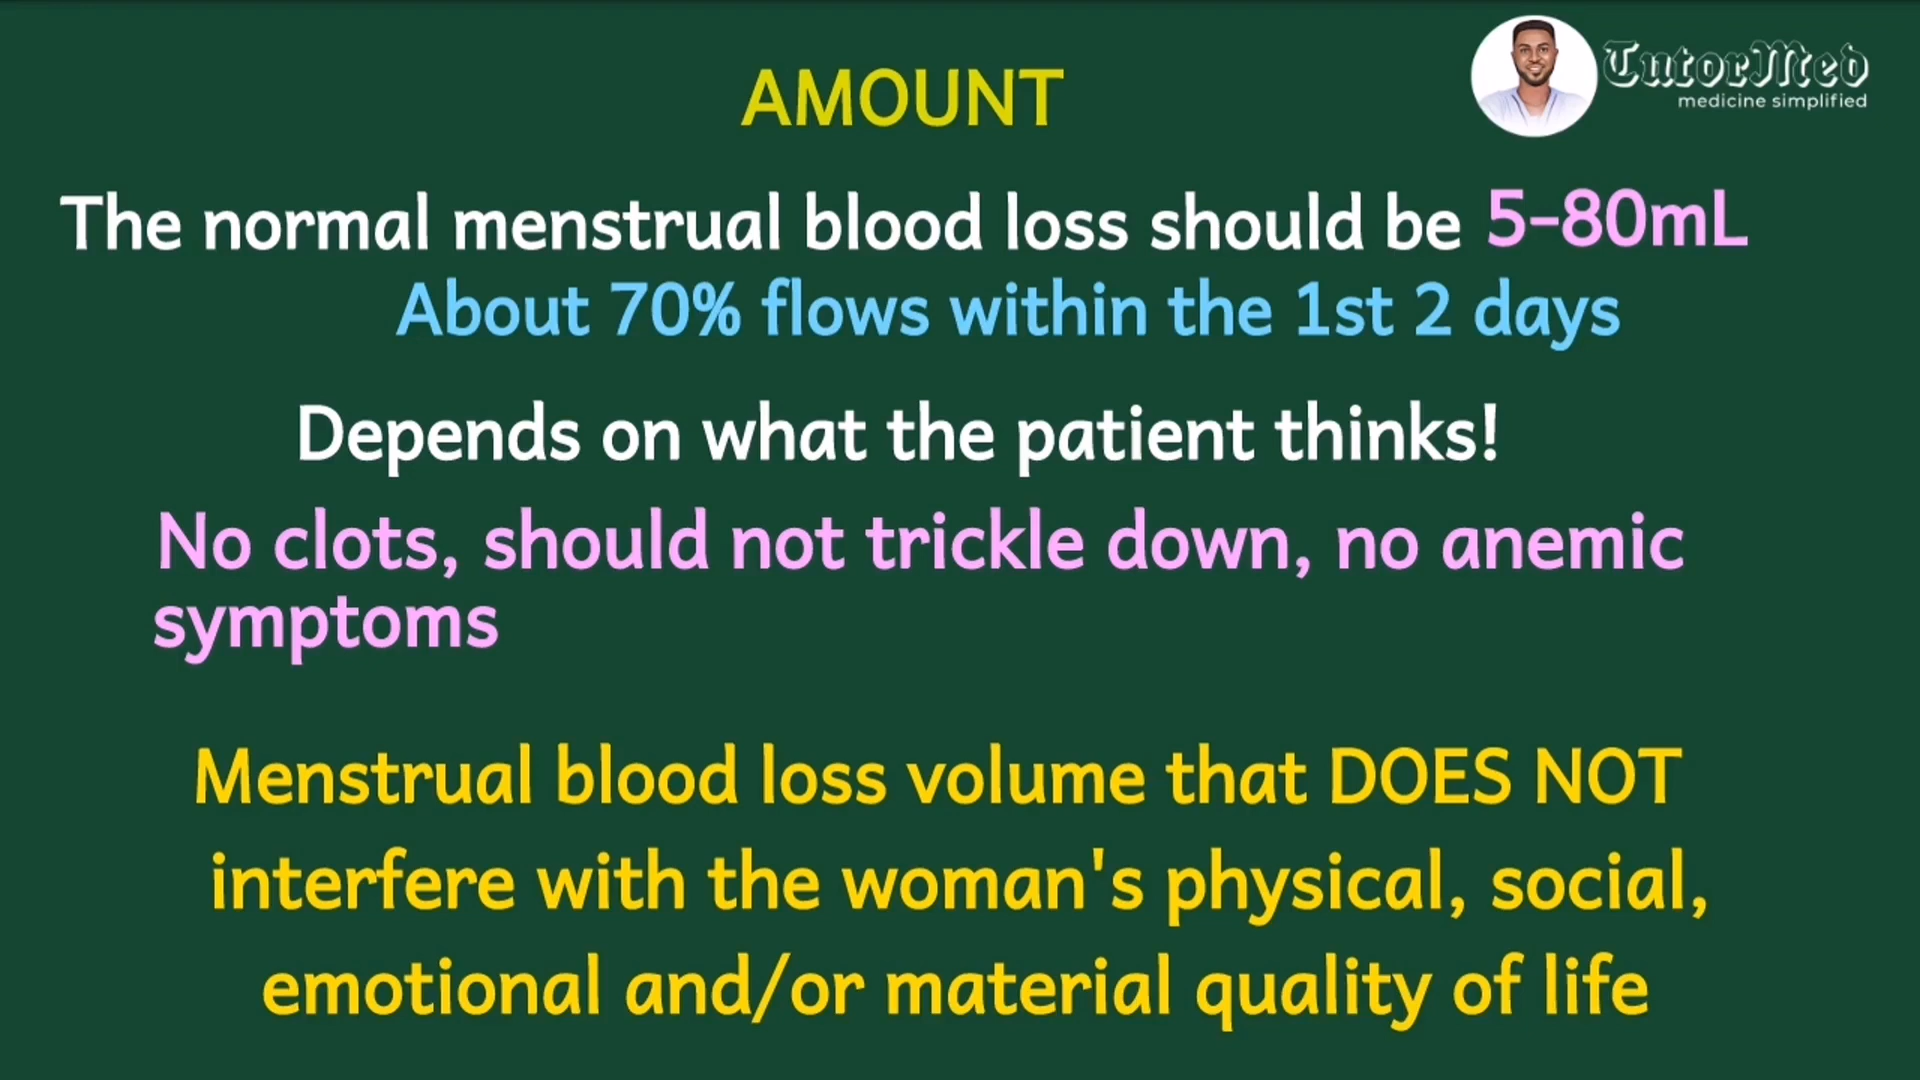 TutorMed
medicine simplified
AMOUNT
The normal menstrual blood loss should be 5-80mL
About 70% flows within the 1st 2 days
Depends on what the patient thinks!
No clots, should not trickle down, no anemic
symptoms
Menstrual blood loss volume that DOES NOT
interfere with the woman's physical, social,
emotional and/or material quality of life